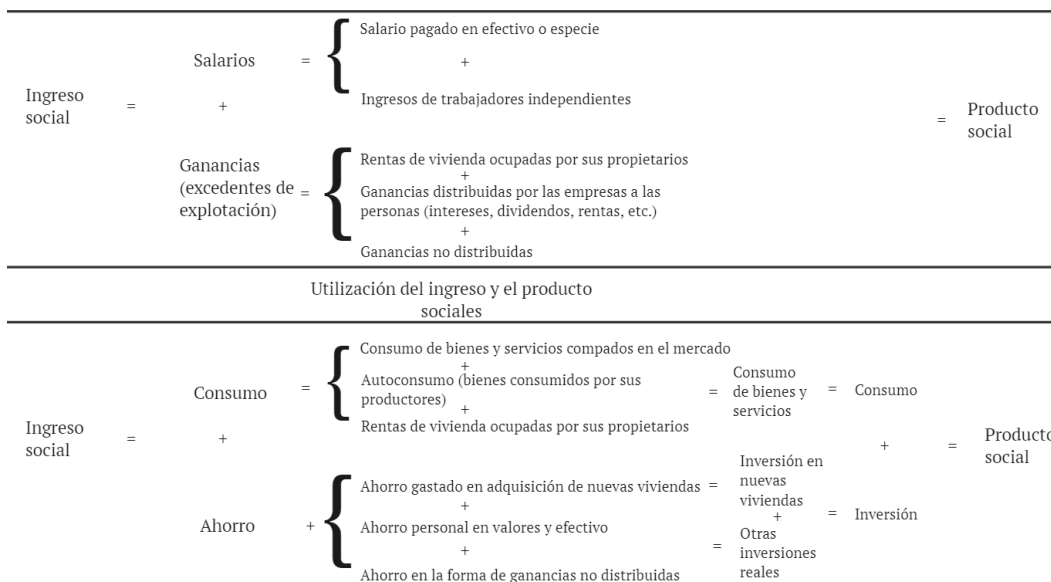 Salario pagado en efectivo o especie
Salarios = {
+
Ingreso
social
= +
Ingresos de trabajadores independientes
= Producto
social
Ganancias
(excedentes de
explotación)
= {
Rentas de vivienda ocupadas por sus propietarios
+
Ganancias distribuidas por las empresas a las
personas (intereses, dividendos, rentas, etc.)
+
Ganancias no distribuidas
Utilización del ingreso y el producto
sociales
Consumo de bienes y servicios compados en el mercado
+
Consumo = {
Autoconsumo (bienes consumidos por sus
productores)
+
Rentas de vivienda ocupadas por sus propietarios
= Consumo
de bienes y
servicios
= Consumo
Ingreso
social
= +
+ = Producto
social
Ahorro + {
Ahorro gastado en adquisición de nuevas viviendas =
+
Ahorro personal en valores y efectivo
+
Ahorro en la forma de ganancias no distribuidas
Inversión en
nuevas
viviendas
+
= Otras
inversiones
reales
= Inversión